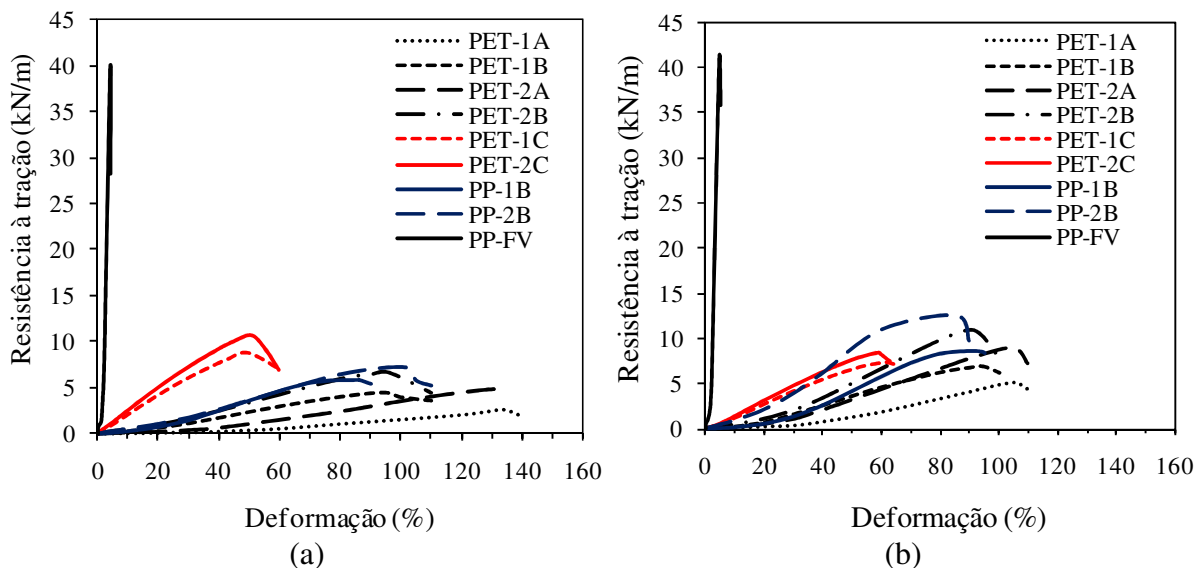 Resistência à tração (kN/m)
45
40
35
30
25
20
15
10
5
0
0 20 40 60 80 100 120 140 160
Deformação (%)
PET-1A
PET-1B
PET-2A
PET-2B
PET-1C
PET-2C
PP-1B
PP-2B
PP-FV
(a)
Resistência à tração (kN/m)
45
40
35
30
25
20
15
10
5
0
0 20 40 60 80 100 120 140 160
Deformação (%)
PET-1A
PET-1B
PET-2A
PET-2B
PET-1C
PET-2C
PP-1B
PP-2B
PP-FV
(b)